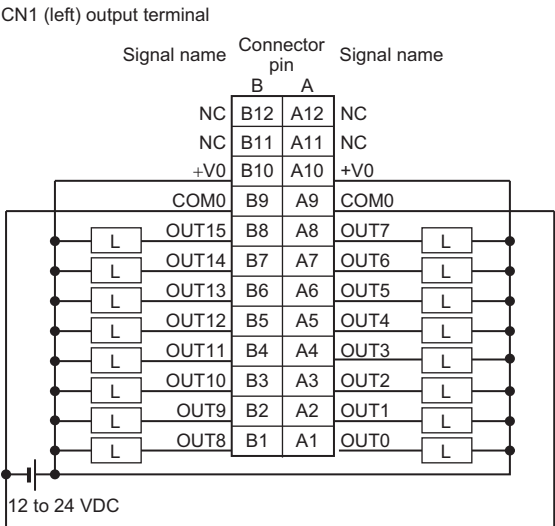 CN1 (left) output terminal
Signal name Connector pin Signal name
B A
NC B12 A12 NC
NC B11 A11 NC
+V0 B10 A10 +V0
COM0 B9 A9 COM0
L OUT15 B8 A8 OUT7 L
L OUT14 B7 A7 OUT6 L
L OUT13 B6 A6 OUT5 L
L OUT12 B5 A5 OUT4 L
L OUT11 B4 A4 OUT3 L
L OUT10 B3 A3 OUT2 L
L OUT9 B2 A2 OUT1 L
L OUT8 B1 A1 OUT0 L
12 to 24 VDC